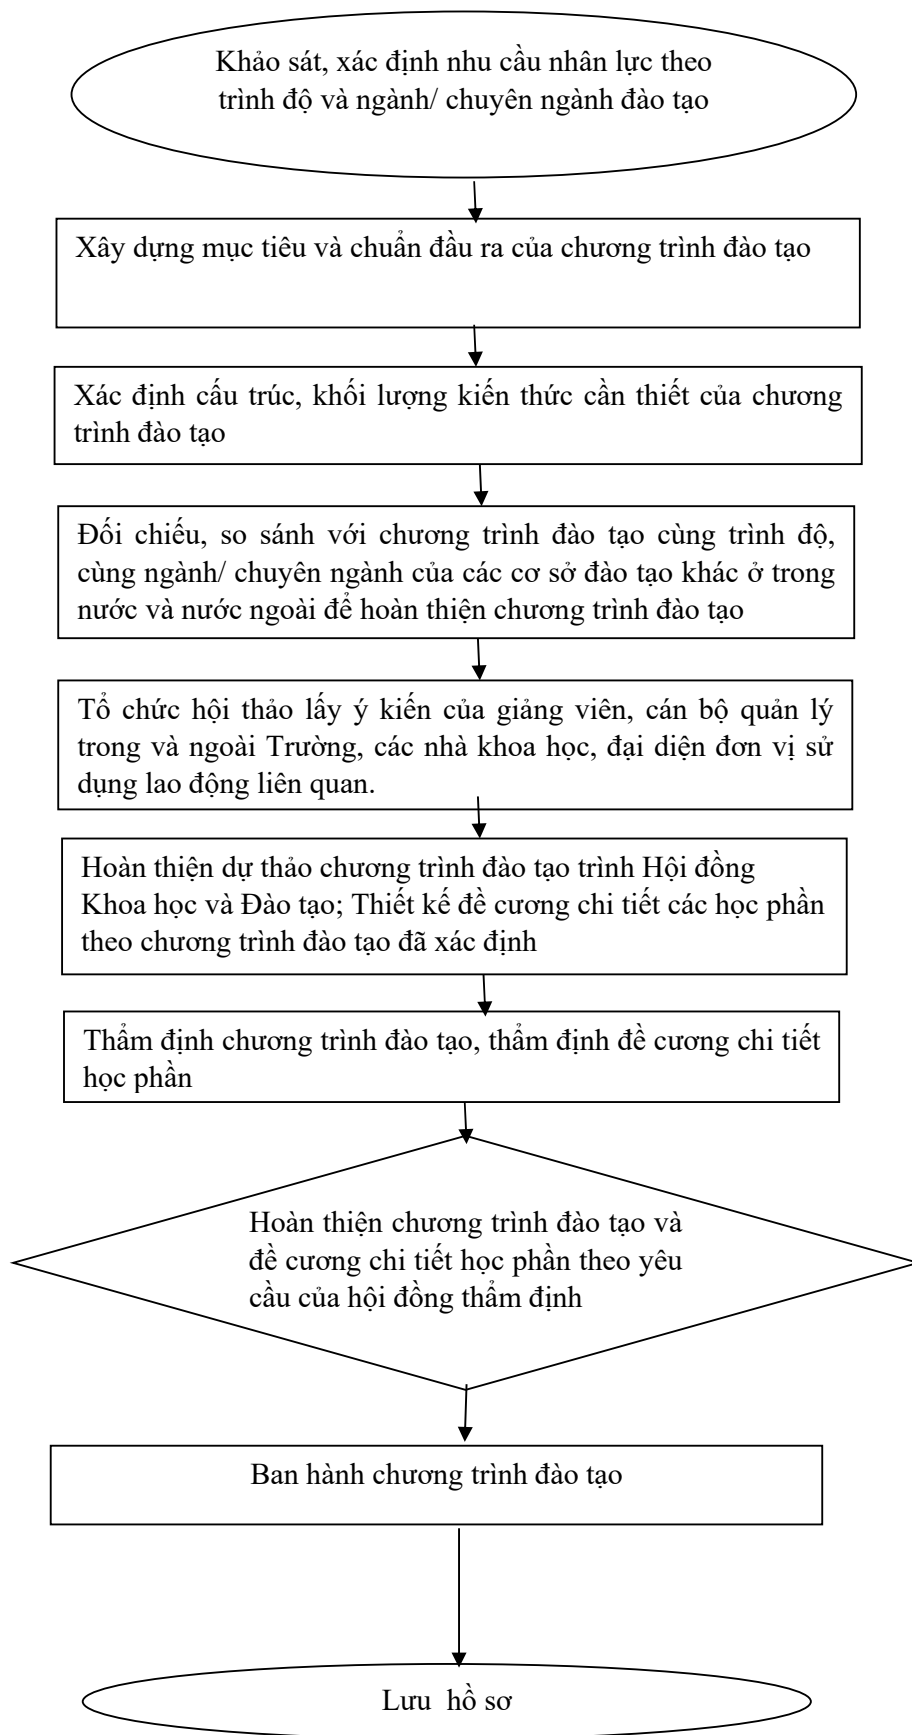 Khảo sát, xác định nhu cầu nhân lực theo
trình độ và ngành/ chuyên ngành đào tạo
Xây dựng mục tiêu và chuẩn đầu ra của chương trình đào tạo
Xác định cấu trúc, khối lượng kiến thức cần thiết của chương
trình đào tạo
Đối chiếu, so sánh với chương trình đào tạo cùng trình độ,
cùng ngành/ chuyên ngành của các cơ sở đào tạo khác ở trong
nước và nước ngoài để hoàn thiện chương trình đào tạo
Tổ chức hội thảo lấy ý kiến của giảng viên, cán bộ quản lý
trong và ngoài Trường, các nhà khoa học, đại diện đơn vị sử
dụng lao động liên quan.
Hoàn thiện dự thảo chương trình đào tạo trình Hội đồng
Khoa học và Đào tạo; Thiết kế đề cương chi tiết các học phần
theo chương trình đào tạo đã xác định
Thẩm định chương trình đào tạo, thẩm định đề cương chi tiết
học phần
Hoàn thiện chương trình đào tạo và
đề cương chi tiết học phần theo yêu
cầu của hội đồng thẩm định
Ban hành chương trình đào tạo
Lưu hồ sơ